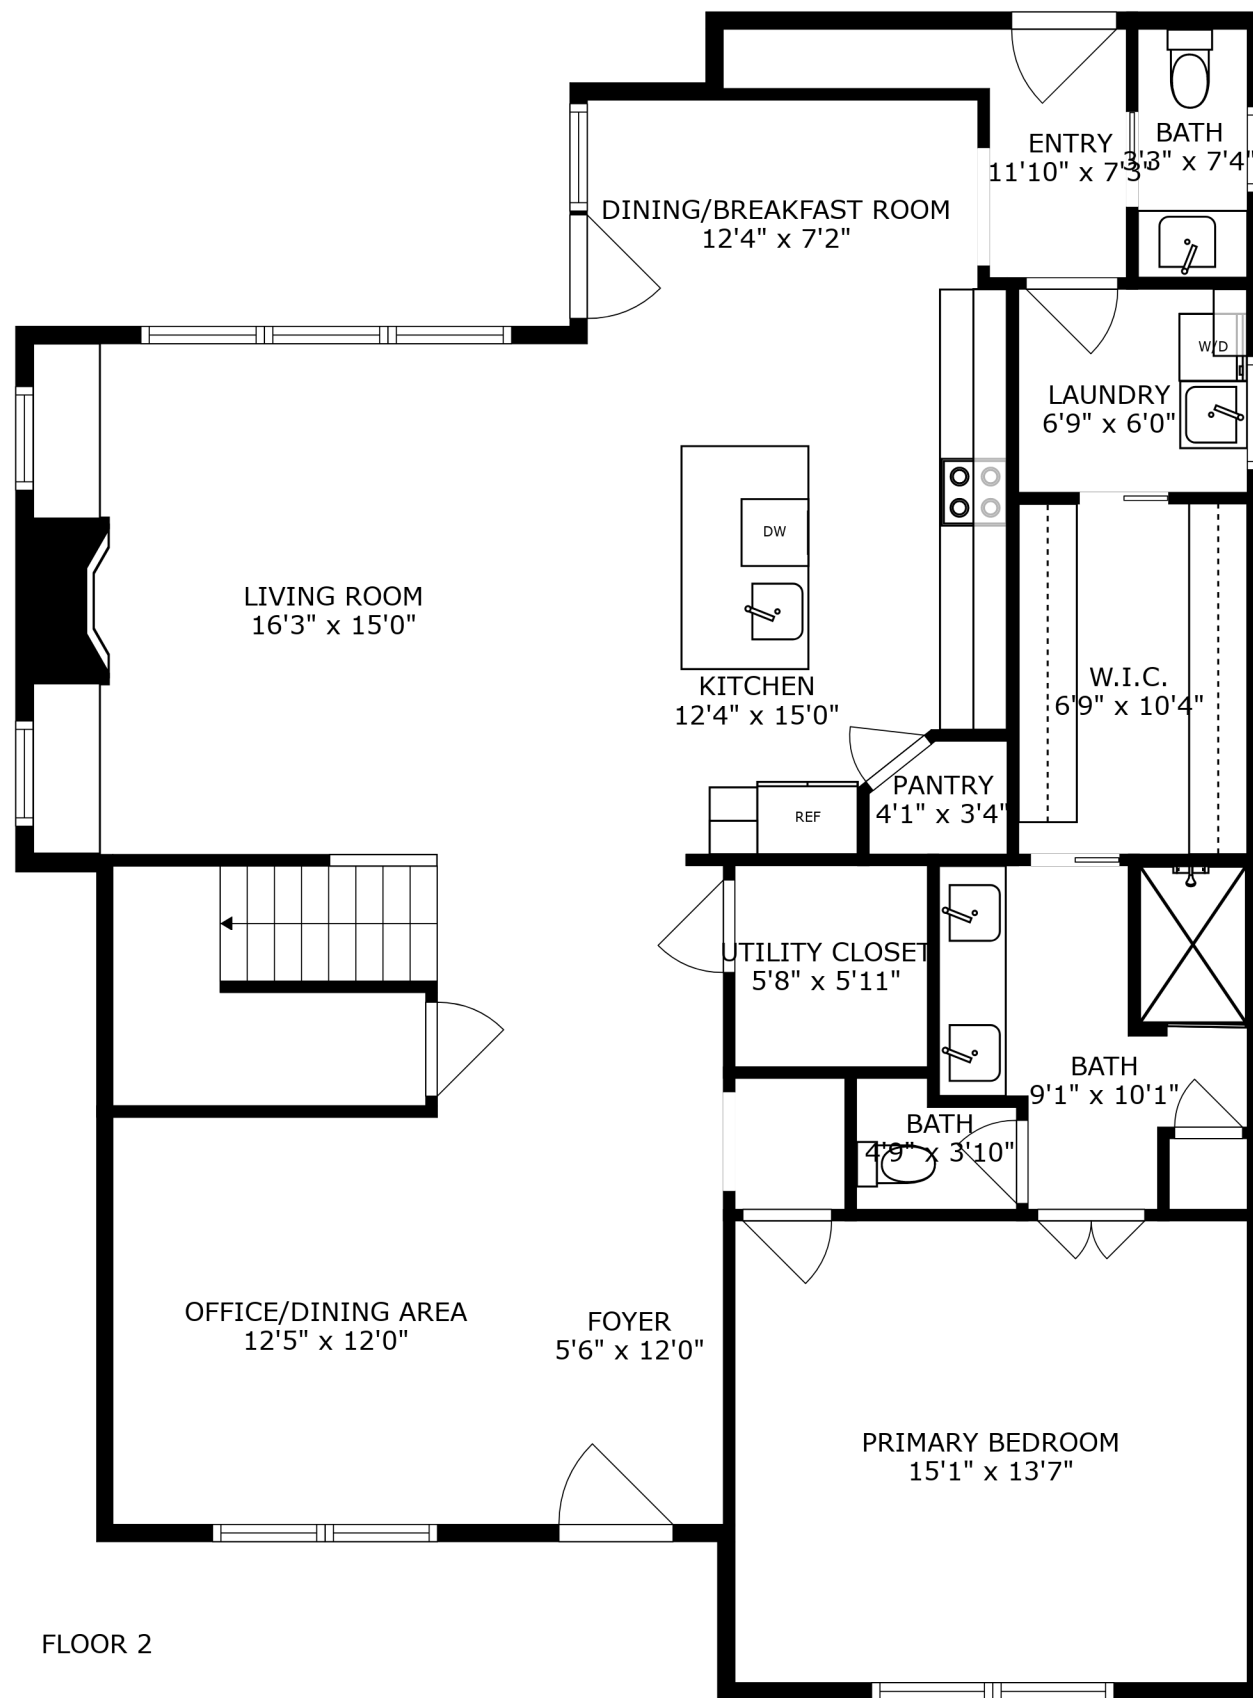 BATH
3'3" x 7'4"
ENTRY
11'10" x 7'3"
DINING/BREAKFAST ROOM
12'4" x 7'2"
W/D
LAUNDRY
6'9" x 6'0"
DW
LIVING ROOM
16'3" x 15'0"
KITCHEN
12'4" x 15'0"
W.I.C.
6'9" x 10'4"
PANTRY
4'1" x 3'4"
REF
UTILITY CLOSET
5'8" x 5'11"
BATH
9'1" x 10'1"
BATH
4'9" x 3'10"
OFFICE/DINING AREA
12'5" x 12'0"
FOYER
5'6" x 12'0"
PRIMARY BEDROOM
15'1" x 13'7"
FLOOR 2